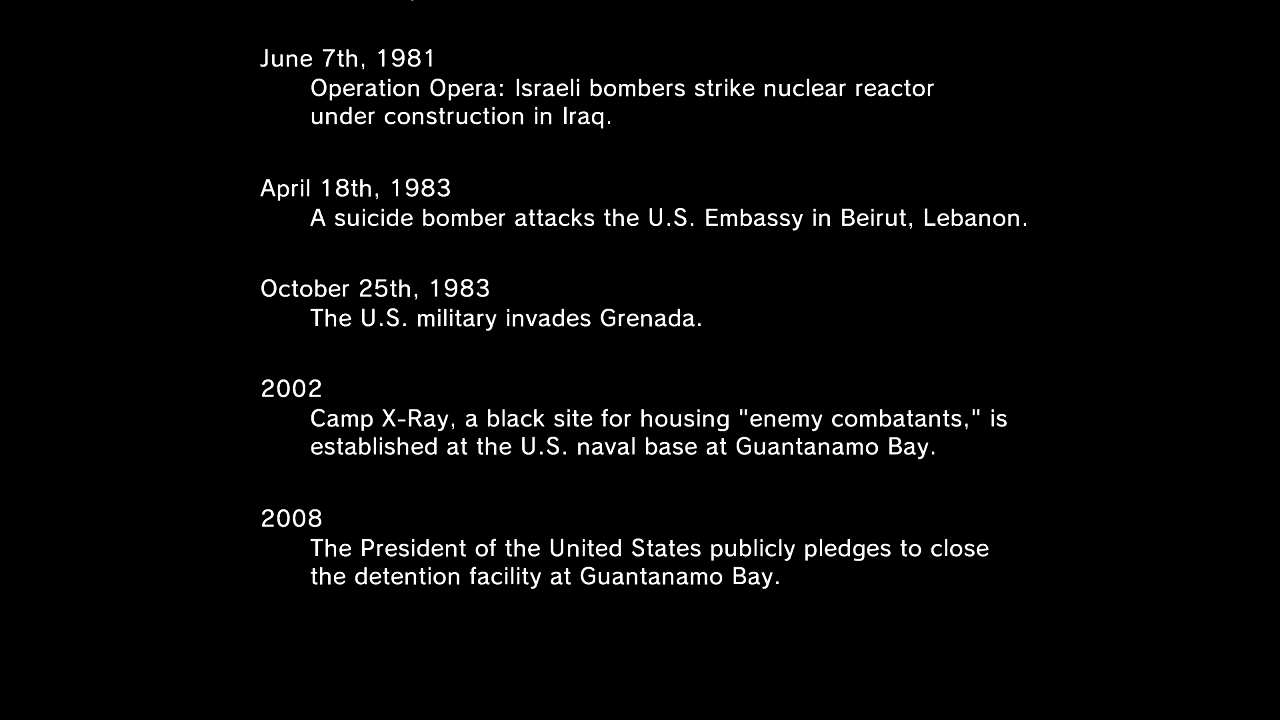 June 7th, 1981
Operation Opera: Israeli bombers strike nuclear reactor
under construction in Iraq.
April 18th, 1983
A suicide bomber attacks the U.S. Embassy in Beirut, Lebanon.
October 25th, 1983
The U.S. military invades Grenada.
2002
Camp X-Ray, a black site for housing "enemy combatants," is
established at the U.S. naval base at Guantanamo Bay.
2008
The President of the United States publicly pledges to close
the detention facility at Guantanamo Bay.